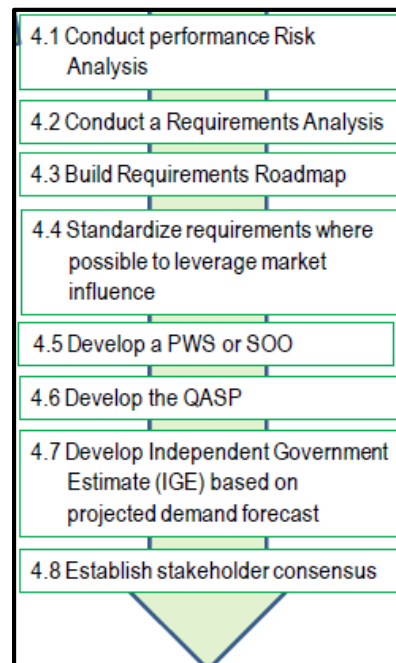 4.1 Conduct performance Risk
Analysis
4.2 Conduct a Requirements Analysis
4.3 Build Requirements Roadmap
4.4 Standardize requirements where
possible to leverage market
influence
4.5 Develop a PWS or SOO
4.6 Develop the QASP
4.7 Develop Independent Government
Estimate (IGE) based on
projected demand forecast
4.8 Establish stakeholder consensus